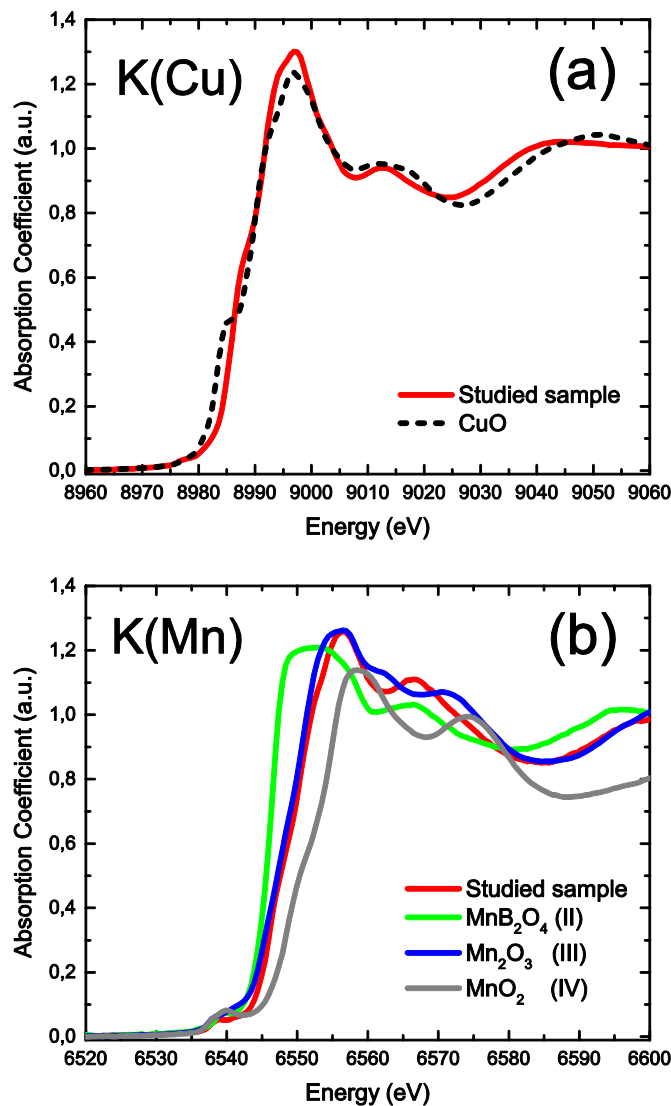 1,4
K(Cu)
(a)
1,2
1,0
0,8
0,6
0,4
0,2
0,0
Absorption Coefficient (a.u.)
Studied sample
CuO
8960 8970 8980 8990 9000 9010 9020 9030 9040 9050 9060
Energy (eV)
1,4
K(Mn)
(b)
1,2
1,0
0,8
0,6
0,4
0,2
0,0
Absorption Coefficient (a.u.)
Studied sample
MnB₂O₄ (II)
Mn₂O₃ (III)
MnO₂ (IV)
6520 6530 6540 6550 6560 6570 6580 6590 6600
Energy (eV)